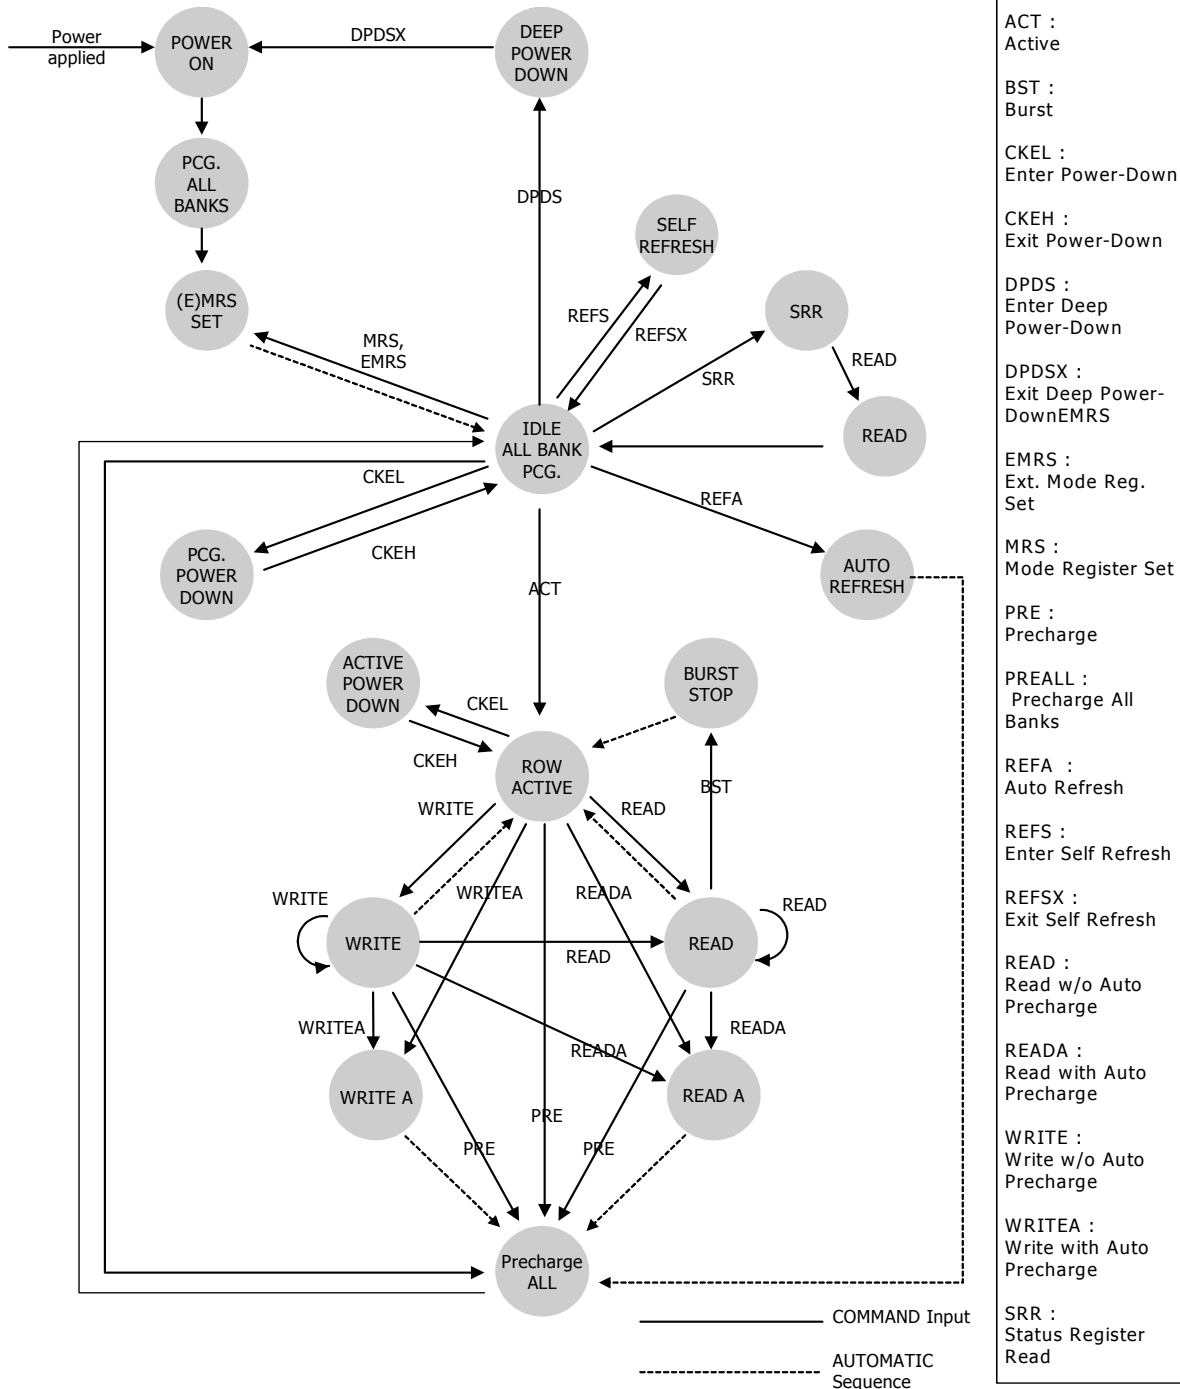 Power
applied
POWER
ON
DPDSX
DEEP
POWER
DOWN
PCG.
ALL
BANKS
DPDS
SELF
REFRESH
(E)MRS
SET
MRS,
EMRS
REFS
REFSX
SRR
SRR
READ
READ
IDLE
ALL BANK
PCG.
CKEL
CKEH
PCG.
POWER
DOWN
REFA
AUTO
REFRESH
ACT
ACTIVE
POWER
DOWN
CKEL
CKEH
BURST
STOP
ROW
ACTIVE
BST
WRITE
READ
WRITEA
READA
WRITE
WRITE
READ
READ
READ
WRITEA
READA
READA
WRITE A
READ A
PRE
PRE
PRE
Precharge
ALL
COMMAND Input
AUTOMATIC
Sequence
ACT :
Active
BST :
Burst
CKEL :
Enter Power-Down
CKEH :
Exit Power-Down
DPDS :
Enter Deep
Power-Down
DPDSX :
Exit Deep Power-
DownEMRS
EMRS :
Ext. Mode Reg.
Set
MRS :
Mode Register Set
PRE :
Precharge
PREALL :
Precharge All
Banks
REFA :
Auto Refresh
REFS :
Enter Self Refresh
REFSX :
Exit Self Refresh
READ :
Read w/o Auto
Precharge
READA :
Read with Auto
Precharge
WRITE :
Write w/o Auto
Precharge
WRITEA :
Write with Auto
Precharge
SRR :
Status Register
Read